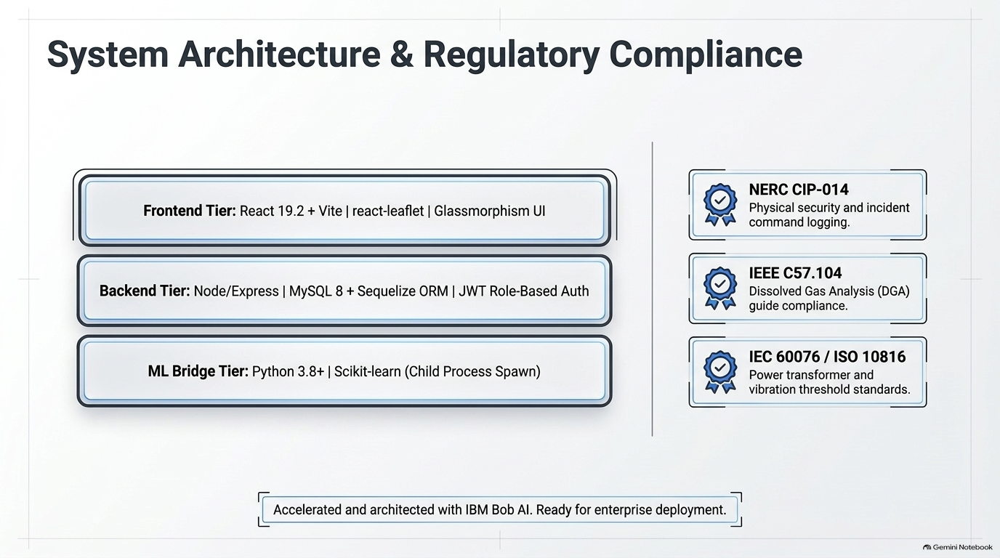 System Architecture & Regulatory Compliance
Frontend Tier: React 19.2 + Vite | react-leaflet | Glassmorphism UI
Backend Tier: Node/Express | MySQL 8 + Sequelize ORM | JWT Role-Based Auth
ML Bridge Tier: Python 3.8+ | Scikit-learn (Child Process Spawn)
NERC CIP-014
Physical security and incident
command logging.
IEEE C57.104
Dissolved Gas Analysis (DGA)
guide compliance.
IEC 60076 / ISO 10816
Power transformer and
vibration threshold standards.
Accelerated and architected with IBM Bob AI. Ready for enterprise deployment.
Gemini Notebook